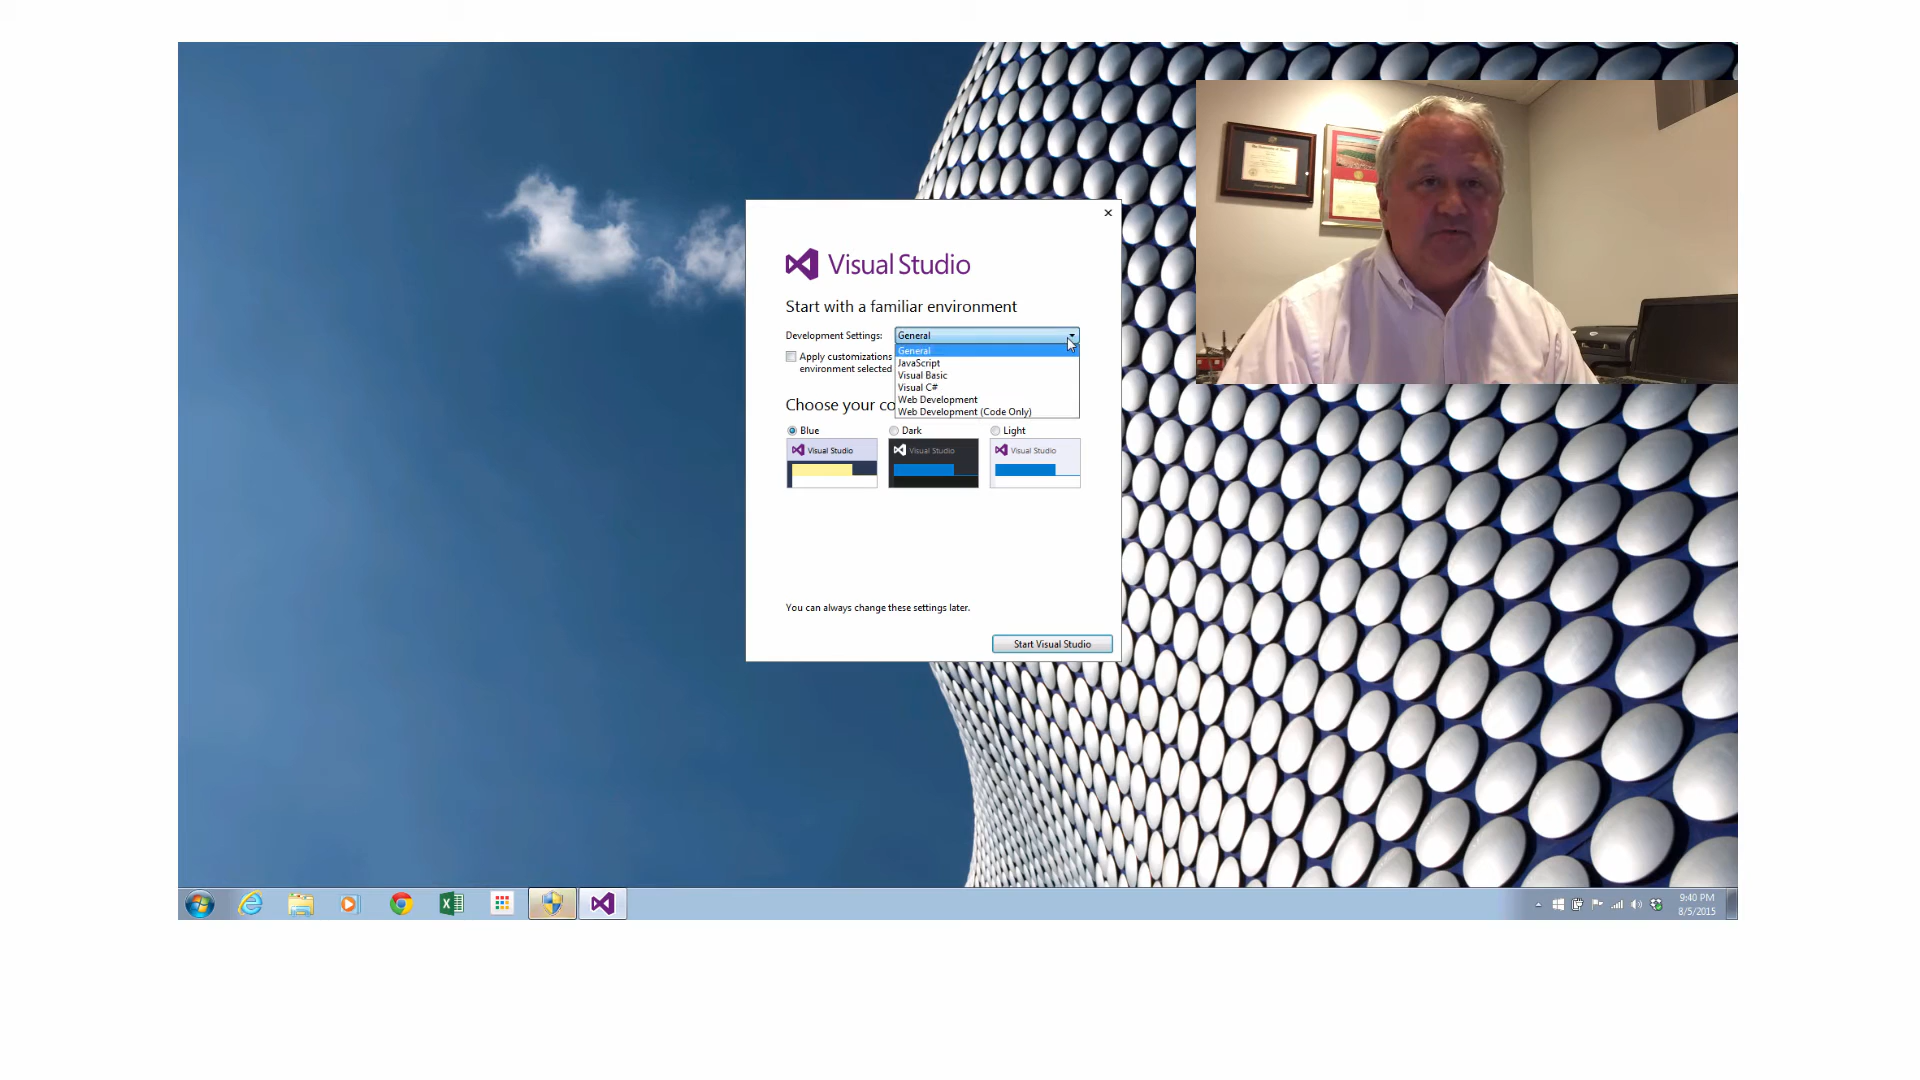 Visual Studio
Start with a familiar environment
Development Settings: General
General
JavaScript
Visual Basic
Visual C#
Web Development
Web Development (Code Only)
Apply customizations
environment selected
Choose your co
Blue
Dark
Light
Visual Studio
Visual Studio
Visual Studio
You can always change these settings later.
Start Visual Studio
9:40 PM
8/5/2015